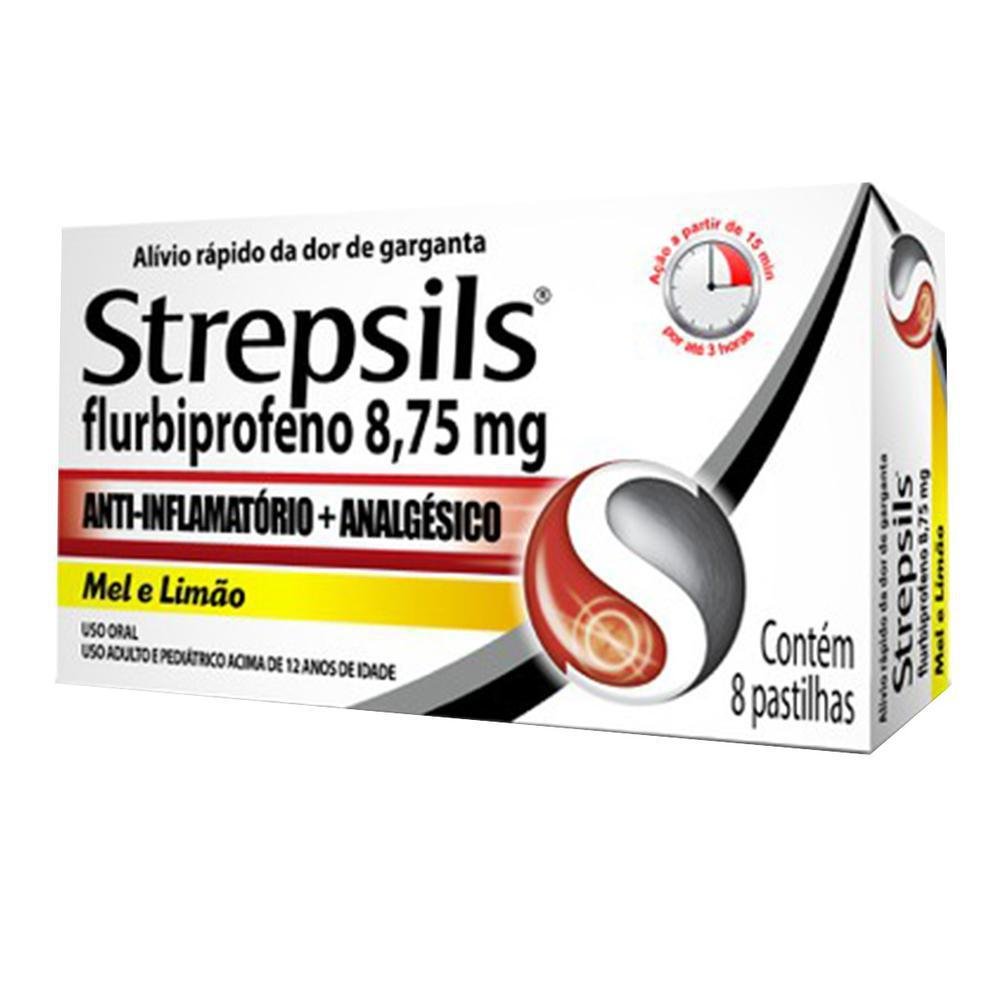 Alívio rápido da dor de garganta
Strepsils®
flurbiprofeno 8,75 mg
ANTI-INFLAMATÓRIO + ANALGÉSICO
Mel e Limão
USO ORAL
USO ADULTO E PEDIÁTRICO ACIMA DE 12 ANOS DE IDADE
Ação a partir de 15 min
por até 3 horas
Contém
8 pastilhas
Alívio rápido da dor de garganta
Strepsils
flurbiprofeno 8,75 mg
Mel e Limão